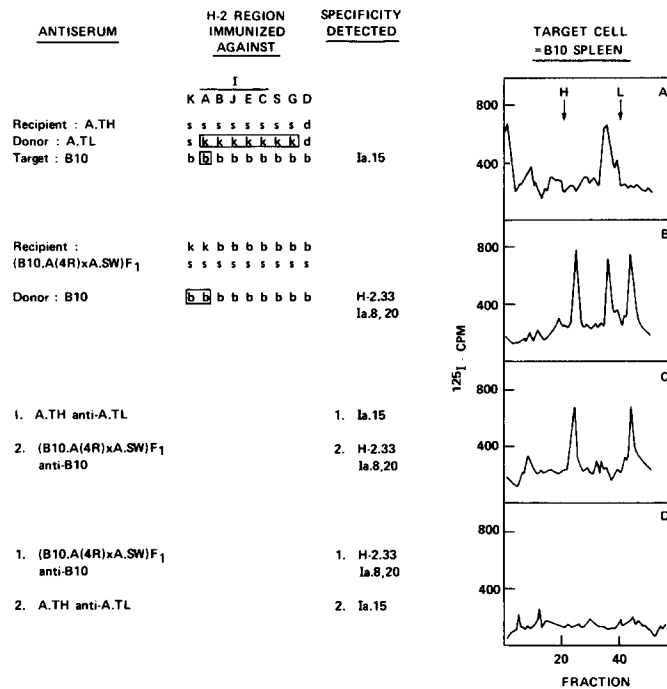 ANTISERUM
H-2 REGION
IMMUNIZED
AGAINST
SPECIFICITY
DETECTED
TARGET CELL
=B10 SPLEEN
I
K A B J E C S G D
Recipient : A.TH s s s s s s s s d
Donor : A.TL s k k k k k k k d
Target : B10 b b b b b b b b b Ia.15
Recipient : k k b b b b b b b
(B10.A(4R)xA.SW)F1 s s s s s s s s s
Donor : B10 b b b b b b b b b H-2.33
Ia.8,20
1. A.TH anti-A.TL 1. Ia.15
2. (B10.A(4R)xA.SW)F1 2. H-2.33
anti-B10 Ia.8,20
1. (B10.A(4R)xA.SW)F1 1. H-2.33
anti-B10 Ia.8,20
2. A.TH anti-A.TL 2. Ia.15
125I - CPM
H L A
800
400
B
800
400
C
800
400
D
800
400
20 40
FRACTION